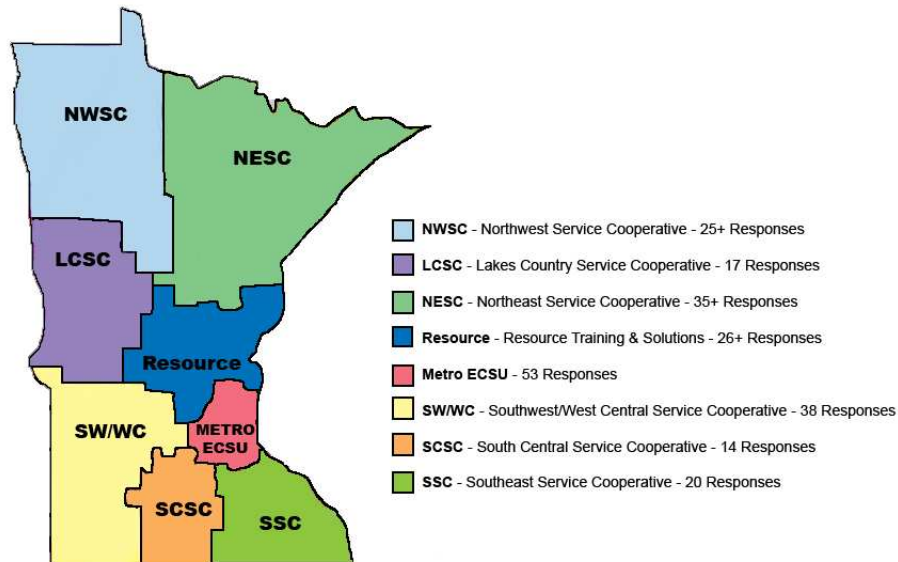 NWSC
NESC
LCSC
Resource
SW/WC
METRO
ECSU
SCSC
SSC
NWSC - Northwest Service Cooperative - 25+ Responses
LCSC - Lakes Country Service Cooperative - 17 Responses
NESC - Northeast Service Cooperative - 35+ Responses
Resource - Resource Training & Solutions - 26+ Responses
Metro ECSU - 53 Responses
SW/WC - Southwest/West Central Service Cooperative - 38 Responses
SCSC - South Central Service Cooperative - 14 Responses
SSC - Southeast Service Cooperative - 20 Responses